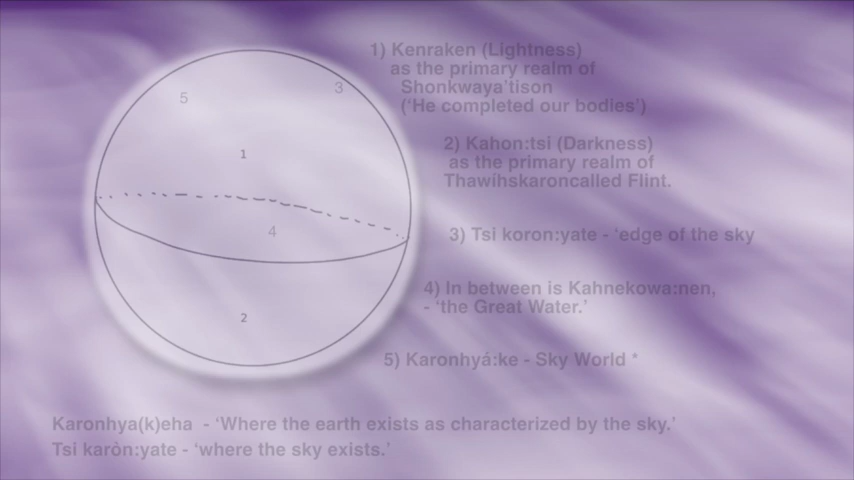 1) Kenraken (Lightness)
as the primary realm of
Shonkwaya'tison
('He completed our bodies')
2) Kahon:tsi (Darkness)
as the primary realm of
Thawíhskaroncalled Flint.
3) Tsi koron:yate - 'edge of the sky
4) In between is Kahnekowa:nen,
- 'the Great Water.'
5) Karonhyá:ke - Sky World *
5
3
1
4
2
Karonhya(k)eha - 'Where the earth exists as characterized by the sky.'
Tsi karòn:yate - 'where the sky exists.'